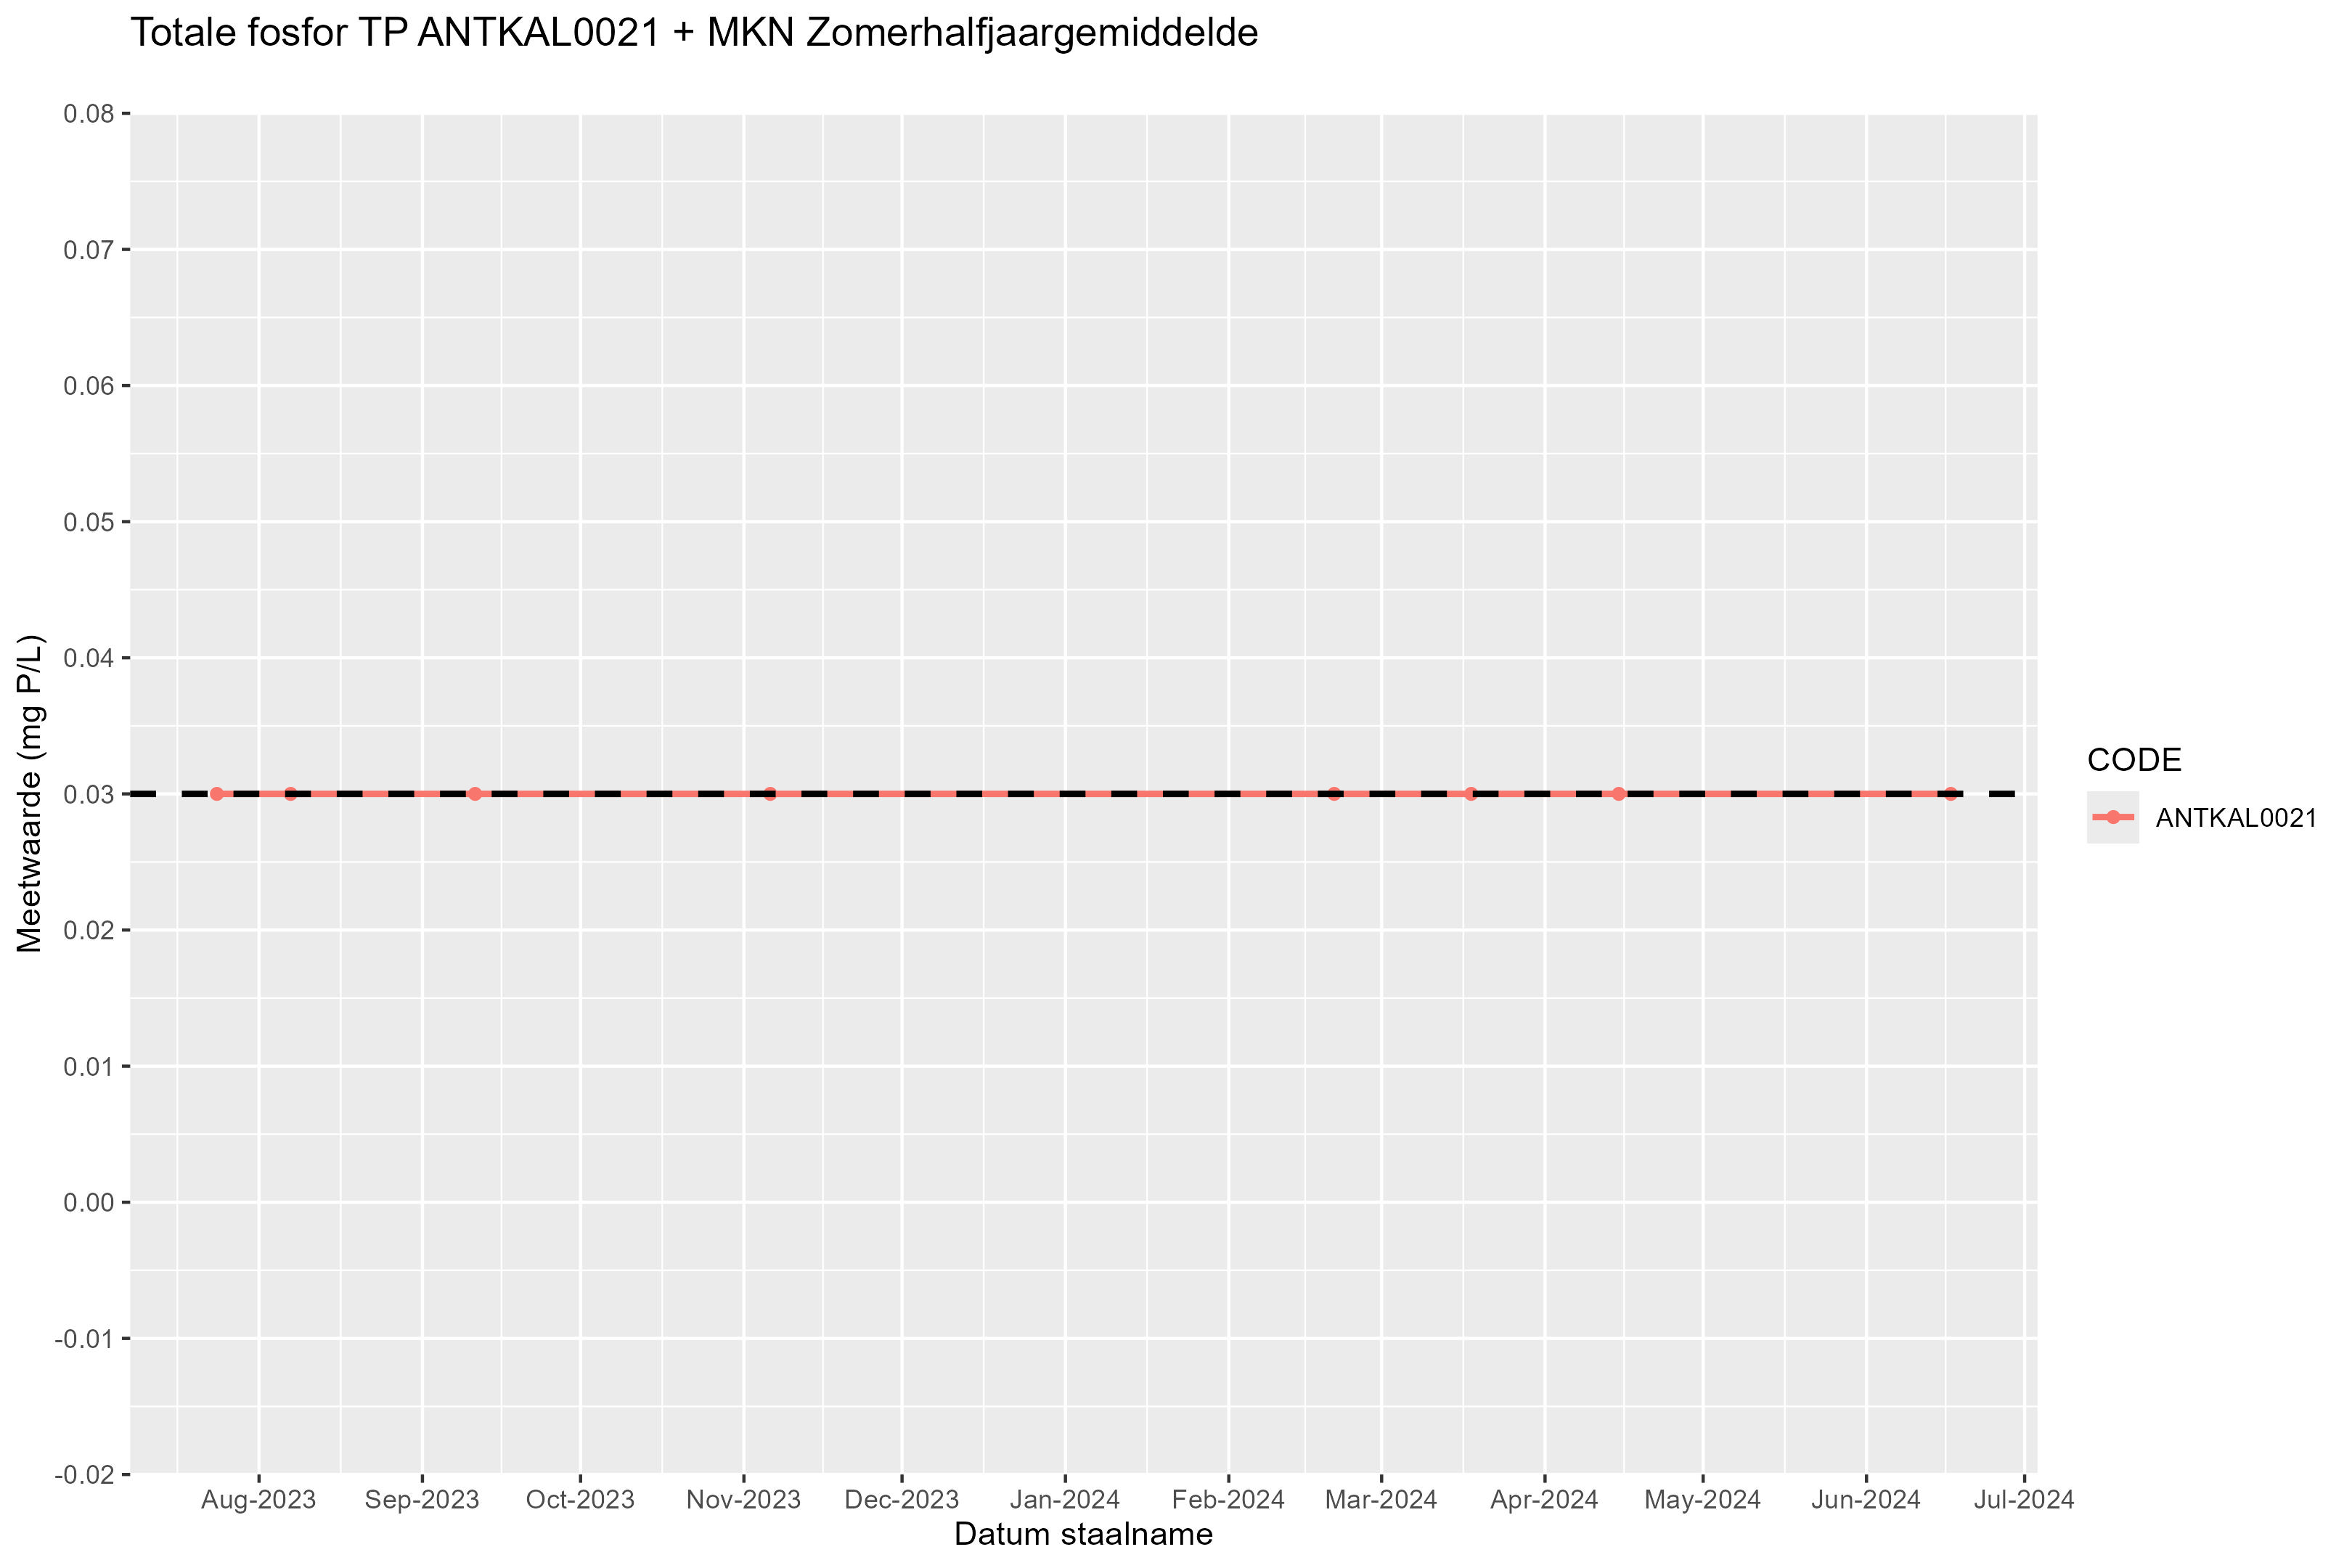 Totale fosfor TP ANTKAL0021 + MKN Zomerhalfjaargemiddelde
0.08
0.07
0.06
0.05
0.04
0.03
0.02
0.01
0.00
-0.01
-0.02
Meetwaarde (mg P/L)
Aug-2023 Sep-2023 Oct-2023 Nov-2023 Dec-2023 Jan-2024 Feb-2024 Mar-2024 Apr-2024 May-2024 Jun-2024 Jul-2024
Datum staalname
CODE
ANTKAL0021